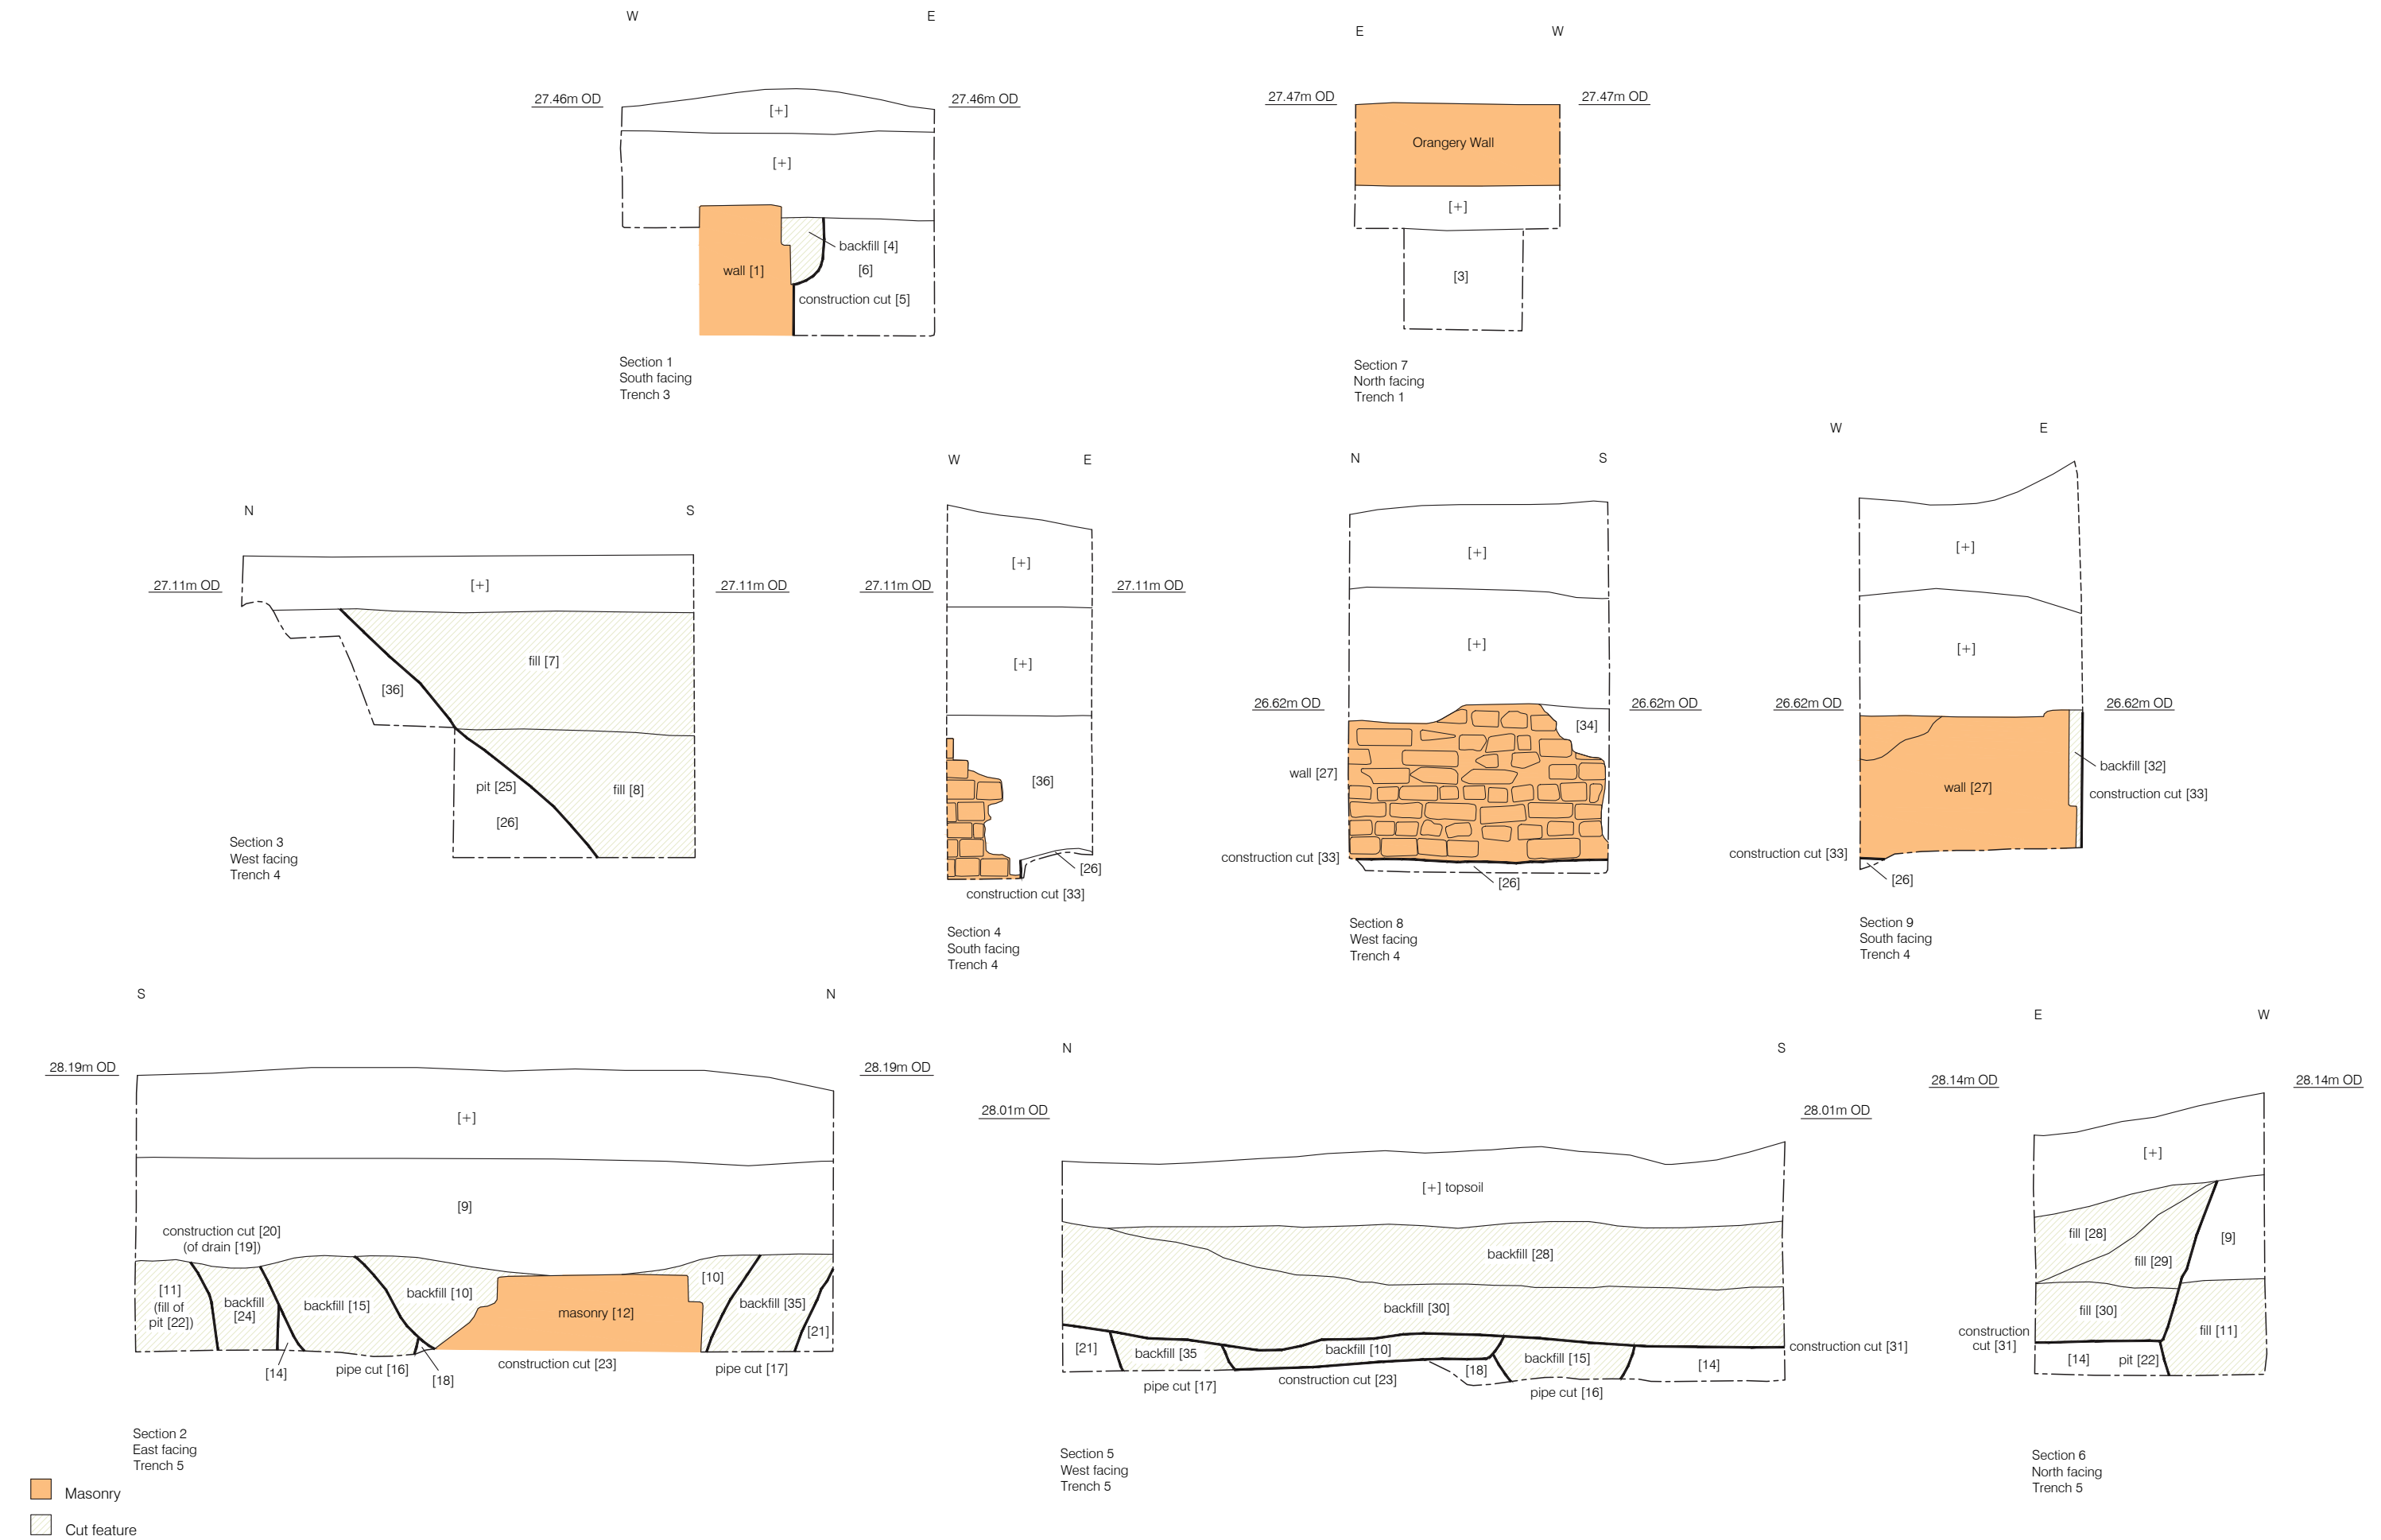 W E
27.46m OD 27.46m OD
[+]
[+]
wall [1]
backfill [4]
[6]
construction cut [5]
Section 1
South facing
Trench 3
E W
27.47m OD 27.47m OD
Orangery Wall
[+]
[3]
Section 7
North facing
Trench 1
N S
27.11m OD 27.11m OD
[+]
fill [7]
[36]
pit [25]
fill [8]
[26]
Section 3
West facing
Trench 4
W E
27.11m OD 27.11m OD
[+]
[+]
[36]
[26]
construction cut [33]
Section 4
South facing
Trench 4
N S
[+]
[+]
26.62m OD 26.62m OD
[34]
wall [27]
construction cut [33]
[26]
Section 8
West facing
Trench 4
W E
[+]
[+]
26.62m OD 26.62m OD
backfill [32]
wall [27]
construction cut [33]
construction cut [33]
[26]
Section 9
South facing
Trench 4
S N
28.19m OD 28.19m OD
[+]
[9]
construction cut [20]
(of drain [19])
[11]
(fill of
pit [22])
backfill
[24]
backfill [15]
backfill [10]
masonry [12]
[10]
backfill [35]
[21]
[14]
pipe cut [16]
[18]
construction cut [23]
pipe cut [17]
Section 2
East facing
Trench 5
N S
28.01m OD 28.01m OD
[+] topsoil
backfill [28]
backfill [30]
[21]
backfill [35
backfill [10]
[18]
backfill [15]
[14]
construction cut [31]
pipe cut [17]
construction cut [23]
pipe cut [16]
Section 5
West facing
Trench 5
E W
28.14m OD 28.14m OD
[+]
fill [28]
[9]
fill [29]
fill [30]
fill [11]
construction
cut [31]
[14]
pit [22]
Section 6
North facing
Trench 5
Masonry
Cut feature